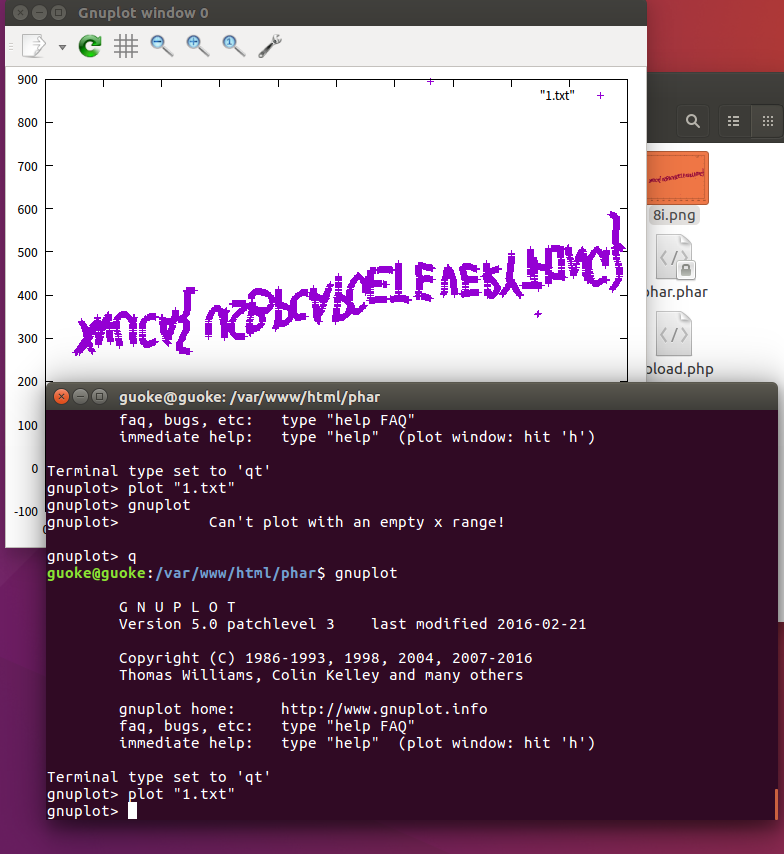 Gnuplot window 0
900
"1.txt"
800
700
600
500
400
300
200
100
0
-100
8i.png
phar.phar
pload.php
guoke@guoke: /var/www/html/phar
faq, bugs, etc: type "help FAQ"
immediate help: type "help" (plot window: hit 'h')
Terminal type set to 'qt'
gnuplot> plot "1.txt"
gnuplot> gnuplot
gnuplot> Can't plot with an empty x range!
gnuplot> q
guoke@guoke:/var/www/html/phar$ gnuplot
G N U P L O T
Version 5.0 patchlevel 3 last modified 2016-02-21
Copyright (C) 1986-1993, 1998, 2004, 2007-2016
Thomas Williams, Colin Kelley and many others
gnuplot home: http://www.gnuplot.info
faq, bugs, etc: type "help FAQ"
immediate help: type "help" (plot window: hit 'h')
Terminal type set to 'qt'
gnuplot> plot "1.txt"
gnuplot>